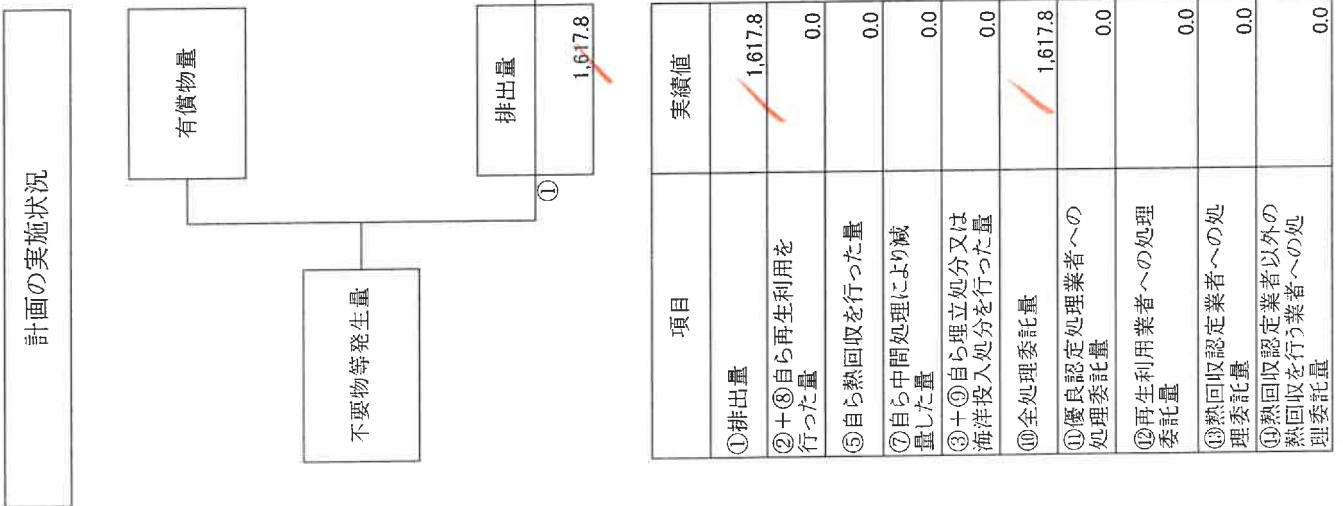 計画の実施状況
有償物量
不要物等発生量
排出量
①
1,617.8
項目
実績値
①排出量
1,617.8
②+⑧自ら再生利用を
行った量
0.0
⑤自ら熱回収を行った量
0.0
⑦自ら中間処理により減
量した量
0.0
③+⑨自ら埋立処分又は
海洋投入処分を行った量
0.0
⑩全処理委託量
1,617.8
⑪優良認定処理業者への
処理委託量
0.0
⑫再生利用業者への処理
委託量
0.0
⑬熱回収認定業者への処
理委託量
0.0
⑭熱回収認定業者以外の
熱回収を行う業者への処
理委託量
0.0